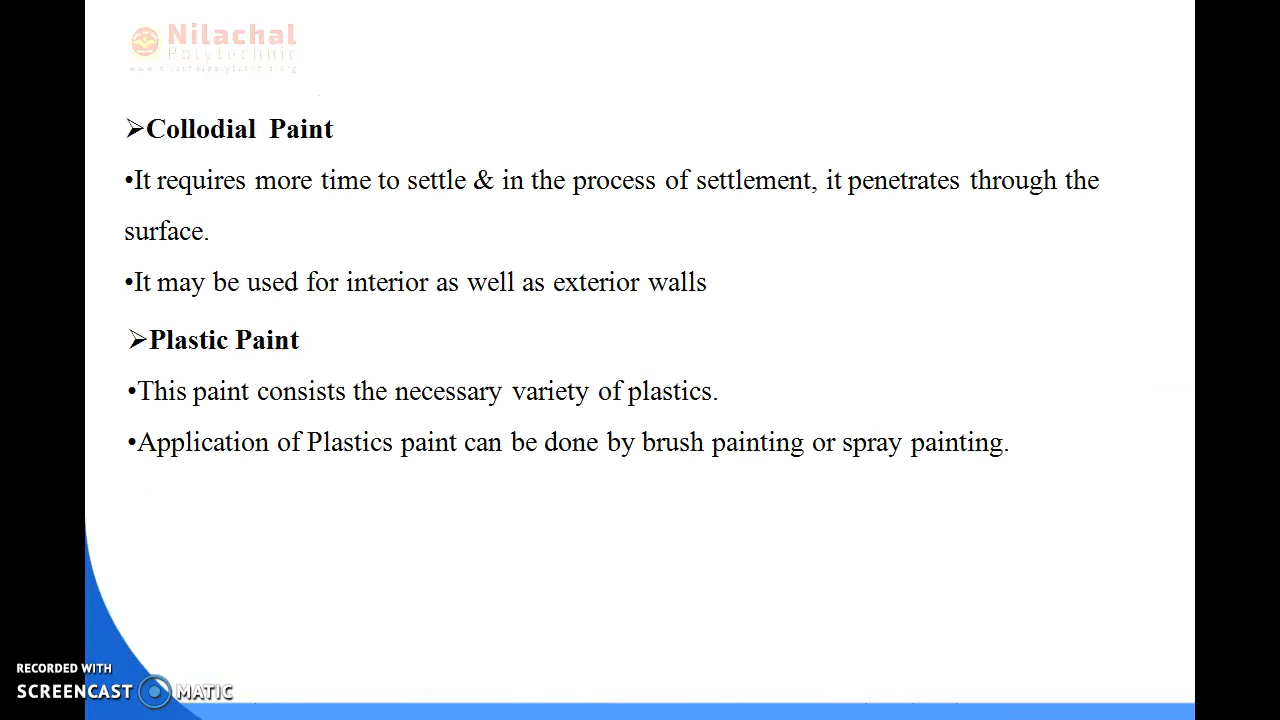 Nilachal
Polytechnic
www.nilachalpolytechnic.org
➢Collodial Paint
•It requires more time to settle & in the process of settlement, it penetrates through the
surface.
•It may be used for interior as well as exterior walls
➢Plastic Paint
•This paint consists the necessary variety of plastics.
•Application of Plastics paint can be done by brush painting or spray painting.
RECORDED WITH
SCREENCAST MATIC